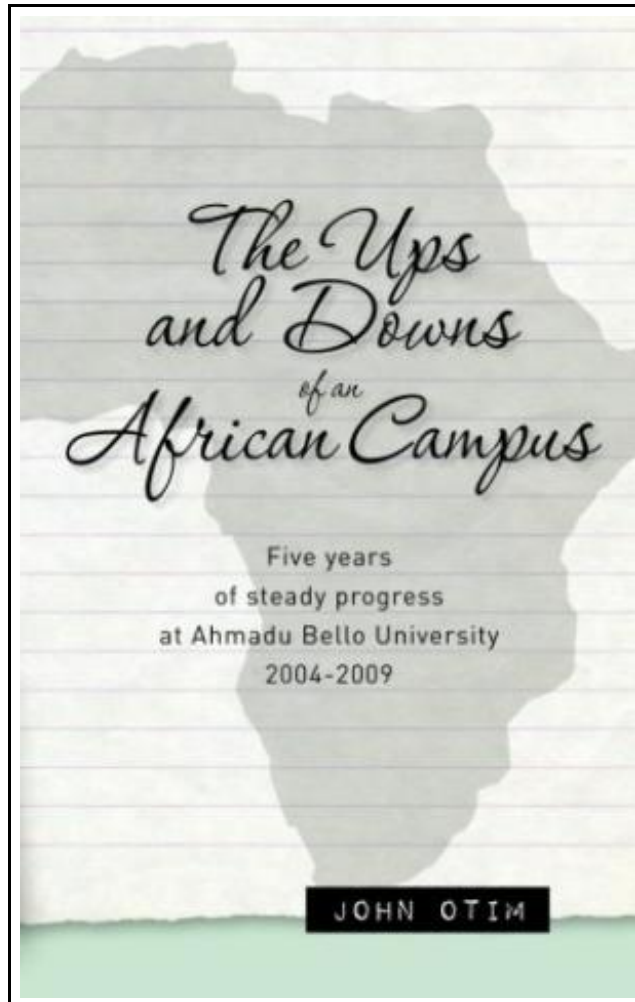 The Ups
and Downs
of an
African Campus
Five years
of steady progress
at Ahmadu Bello University
2004-2009
JOHN OTIM